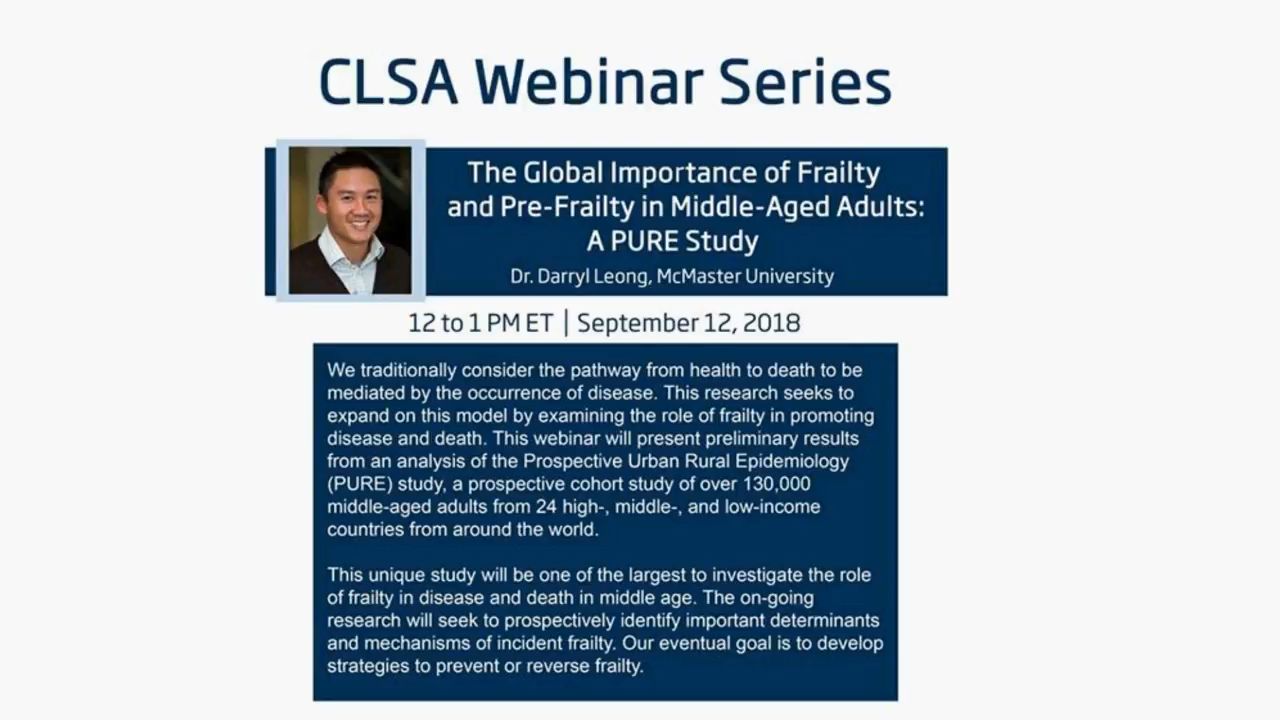 CLSA Webinar Series
The Global Importance of Frailty
and Pre-Frailty in Middle-Aged Adults:
A PURE Study
Dr. Darryl Leong, McMaster University
12 to 1 PM ET | September 12, 2018
We traditionally consider the pathway from health to death to be
mediated by the occurrence of disease. This research seeks to
expand on this model by examining the role of frailty in promoting
disease and death. This webinar will present preliminary results
from an analysis of the Prospective Urban Rural Epidemiology
(PURE) study, a prospective cohort study of over 130,000
middle-aged adults from 24 high-, middle-, and low-income
countries from around the world.
This unique study will be one of the largest to investigate the role
of frailty in disease and death in middle age. The on-going
research will seek to prospectively identify important determinants
and mechanisms of incident frailty. Our eventual goal is to develop
strategies to prevent or reverse frailty.